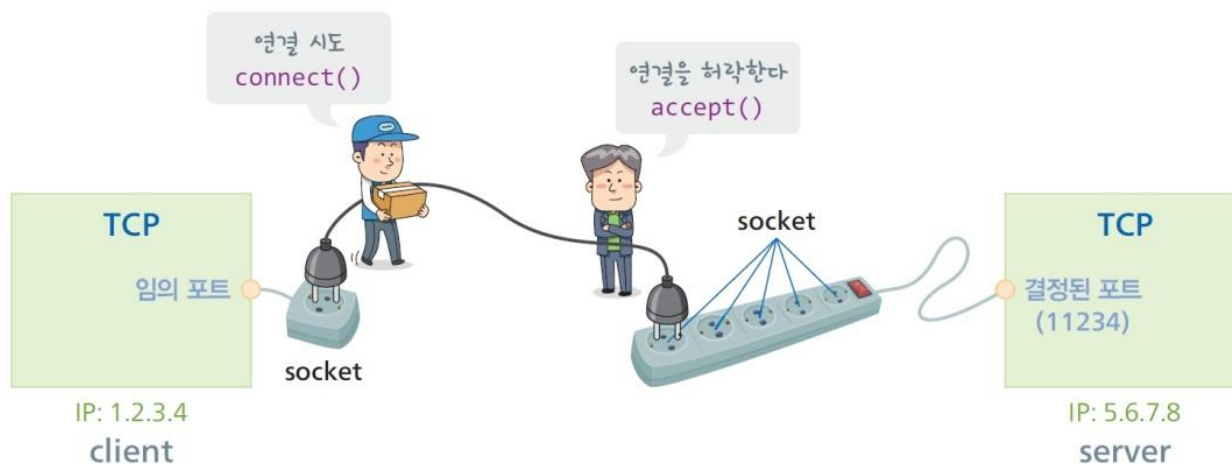 연결 시도
connect()
연결을 허락한다
accept()
TCP
임의 포트
socket
IP: 1.2.3.4
client
socket
TCP
결정된 포트
(11234)
IP: 5.6.7.8
server